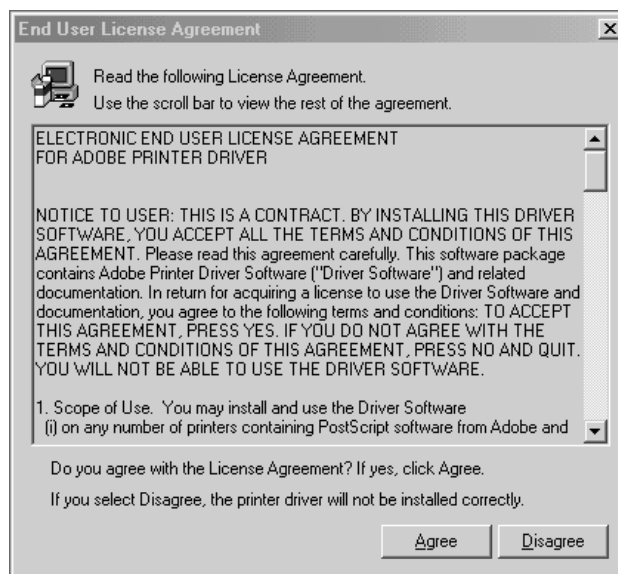 End User License Agreement
Read the following License Agreement.
Use the scroll bar to view the rest of the agreement.
ELECTRONIC END USER LICENSE AGREEMENT
FOR ADOBE PRINTER DRIVER
NOTICE TO USER: THIS IS A CONTRACT. BY INSTALLING THIS DRIVER
SOFTWARE, YOU ACCEPT ALL THE TERMS AND CONDITIONS OF THIS
AGREEMENT. Please read this agreement carefully. This software package
contains Adobe Printer Driver Software ("Driver Software") and related
documentation. In return for acquiring a license to use the Driver Software and
documentation, you agree to the following terms and conditions: TO ACCEPT
THIS AGREEMENT, PRESS YES. IF YOU DO NOT AGREE WITH THE
TERMS AND CONDITIONS OF THIS AGREEMENT, PRESS NO AND QUIT.
YOU WILL NOT BE ABLE TO USE THE DRIVER SOFTWARE.
1. Scope of Use. You may install and use the Driver Software
(i) on any number of printers containing PostScript software from Adobe and
Do you agree with the License Agreement? If yes, click Agree.
If you select Disagree, the printer driver will not be installed correctly.
Agree Disagree